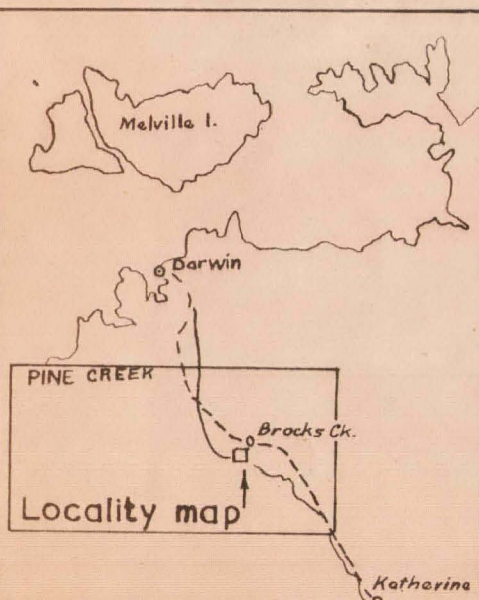 Melville I.
Darwin
PINE CREEK
Brocks Ck.
Locality map
Katherine